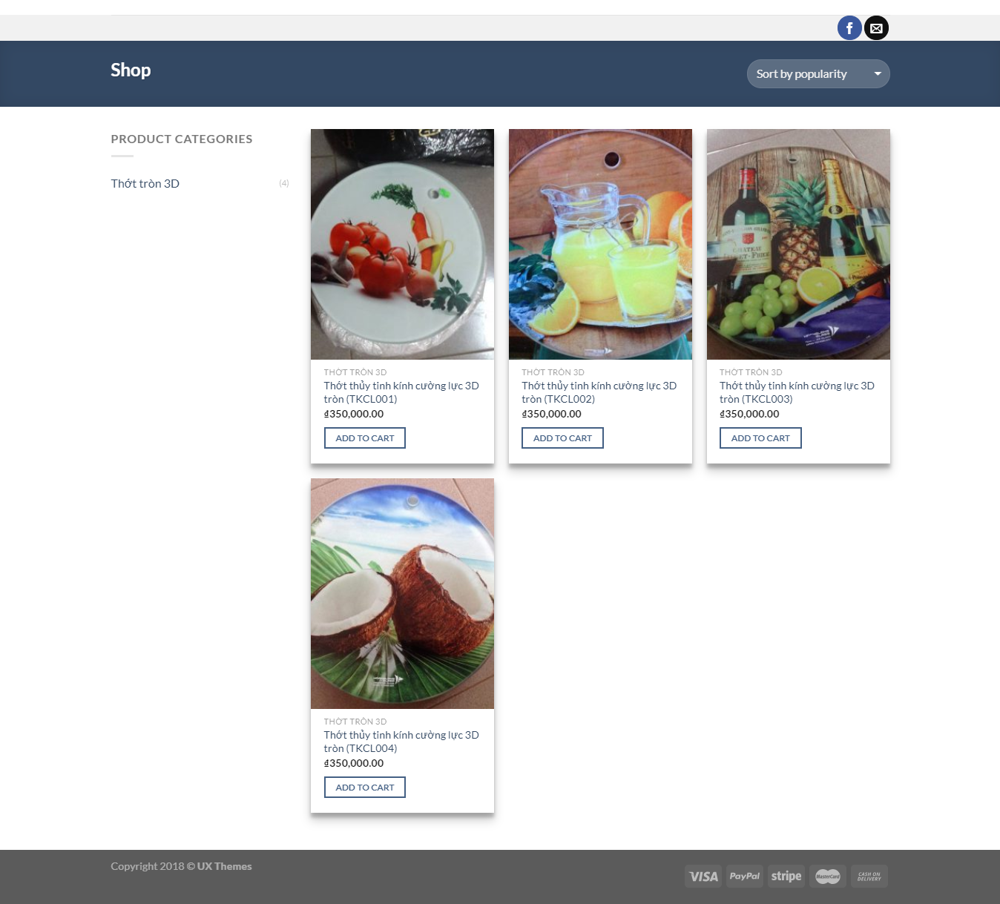 Shop
Sort by popularity
PRODUCT CATEGORIES
Thớt tròn 3D
(4)
THỚT TRÒN 3D
Thớt thủy tinh kính cường lực 3D
tròn (TKCL001)
₫350,000.00
ADD TO CART
THỚT TRÒN 3D
Thớt thủy tinh kính cường lực 3D
tròn (TKCL002)
₫350,000.00
ADD TO CART
THỚT TRÒN 3D
Thớt thủy tinh kính cường lực 3D
tròn (TKCL003)
₫350,000.00
ADD TO CART
THỚT TRÒN 3D
Thớt thủy tinh kính cường lực 3D
tròn (TKCL004)
₫350,000.00
ADD TO CART
Copyright 2018 © UX Themes
VISA
PayPal
stripe
MasterCard
CASH ON
DELIVERY